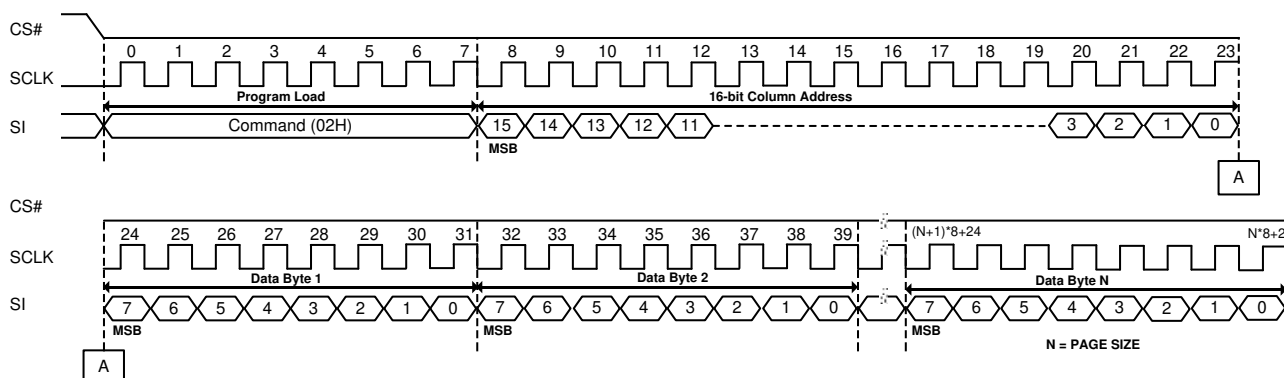 CS#
0 1 2 3 4 5 6 7 8 9 10 11 12 13 14 15 16 17 18 19 20 21 22 23
SCLK
Program Load 16-bit Column Address
SI Command (02H) 15 14 13 12 11 3 2 1 0
MSB
A
CS#
24 25 26 27 28 29 30 31 32 33 34 35 36 37 38 39 (N+1)*8+24 N*8+2
SCLK
Data Byte 1 Data Byte 2 Data Byte N
SI 7 6 5 4 3 2 1 0 7 6 5 4 3 2 1 0 7 6 5 4 3 2 1 0
MSB MSB MSB
N = PAGE SIZE
A